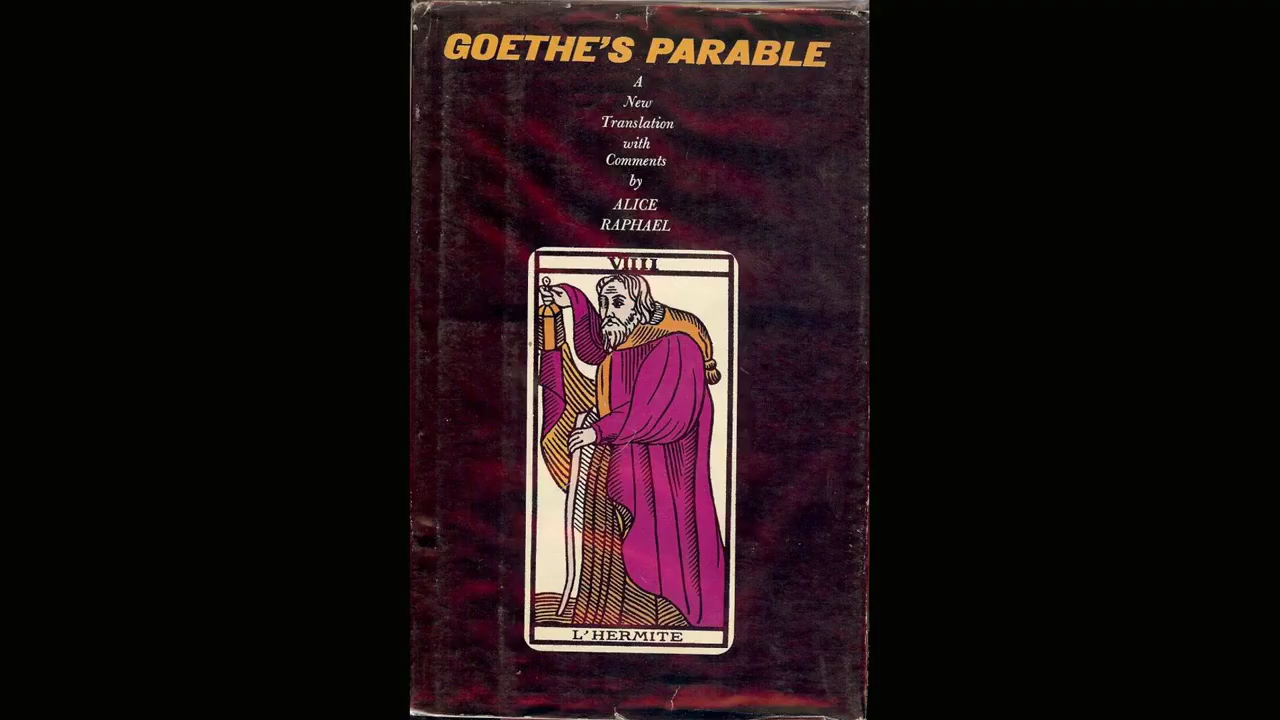 GOETHE'S PARABLE
A
New
Translation
with
Comments
by
ALICE
RAPHAEL
VIIII
L'HERMITE